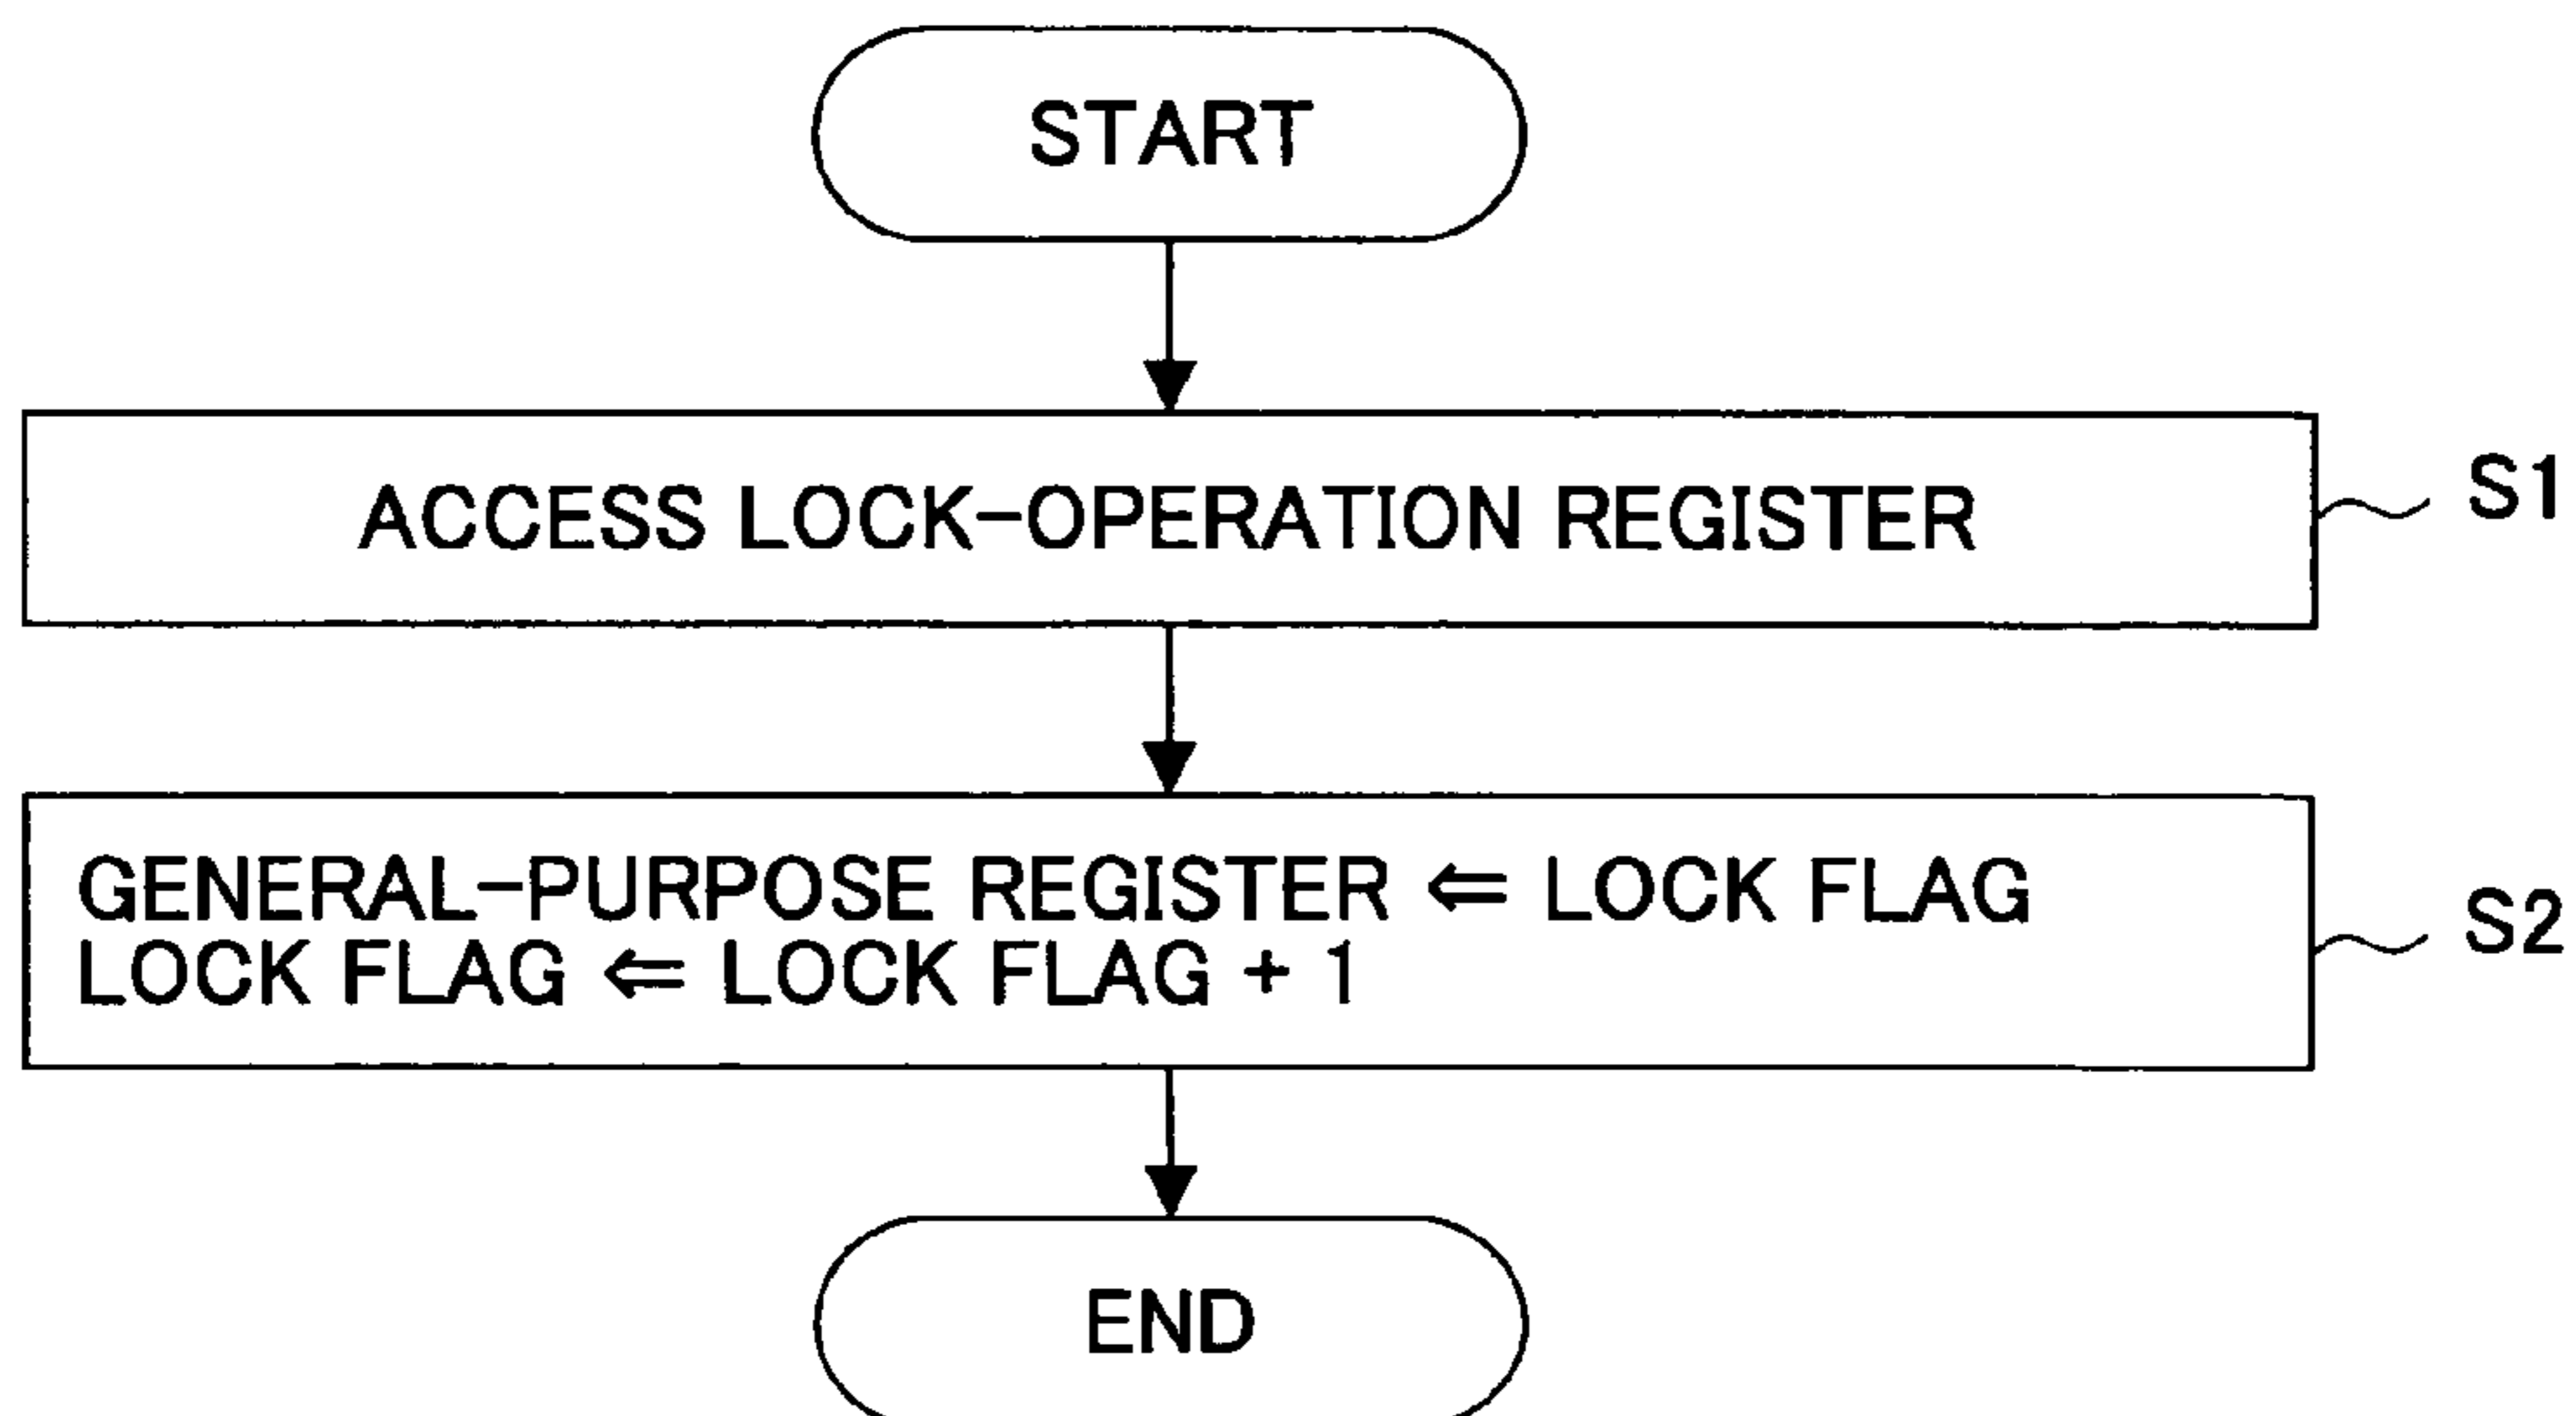 START
ACCESS LOCK-OPERATION REGISTER
S1
GENERAL-PURPOSE REGISTER ⇐ LOCK FLAG
LOCK FLAG ⇐ LOCK FLAG + 1
S2
END